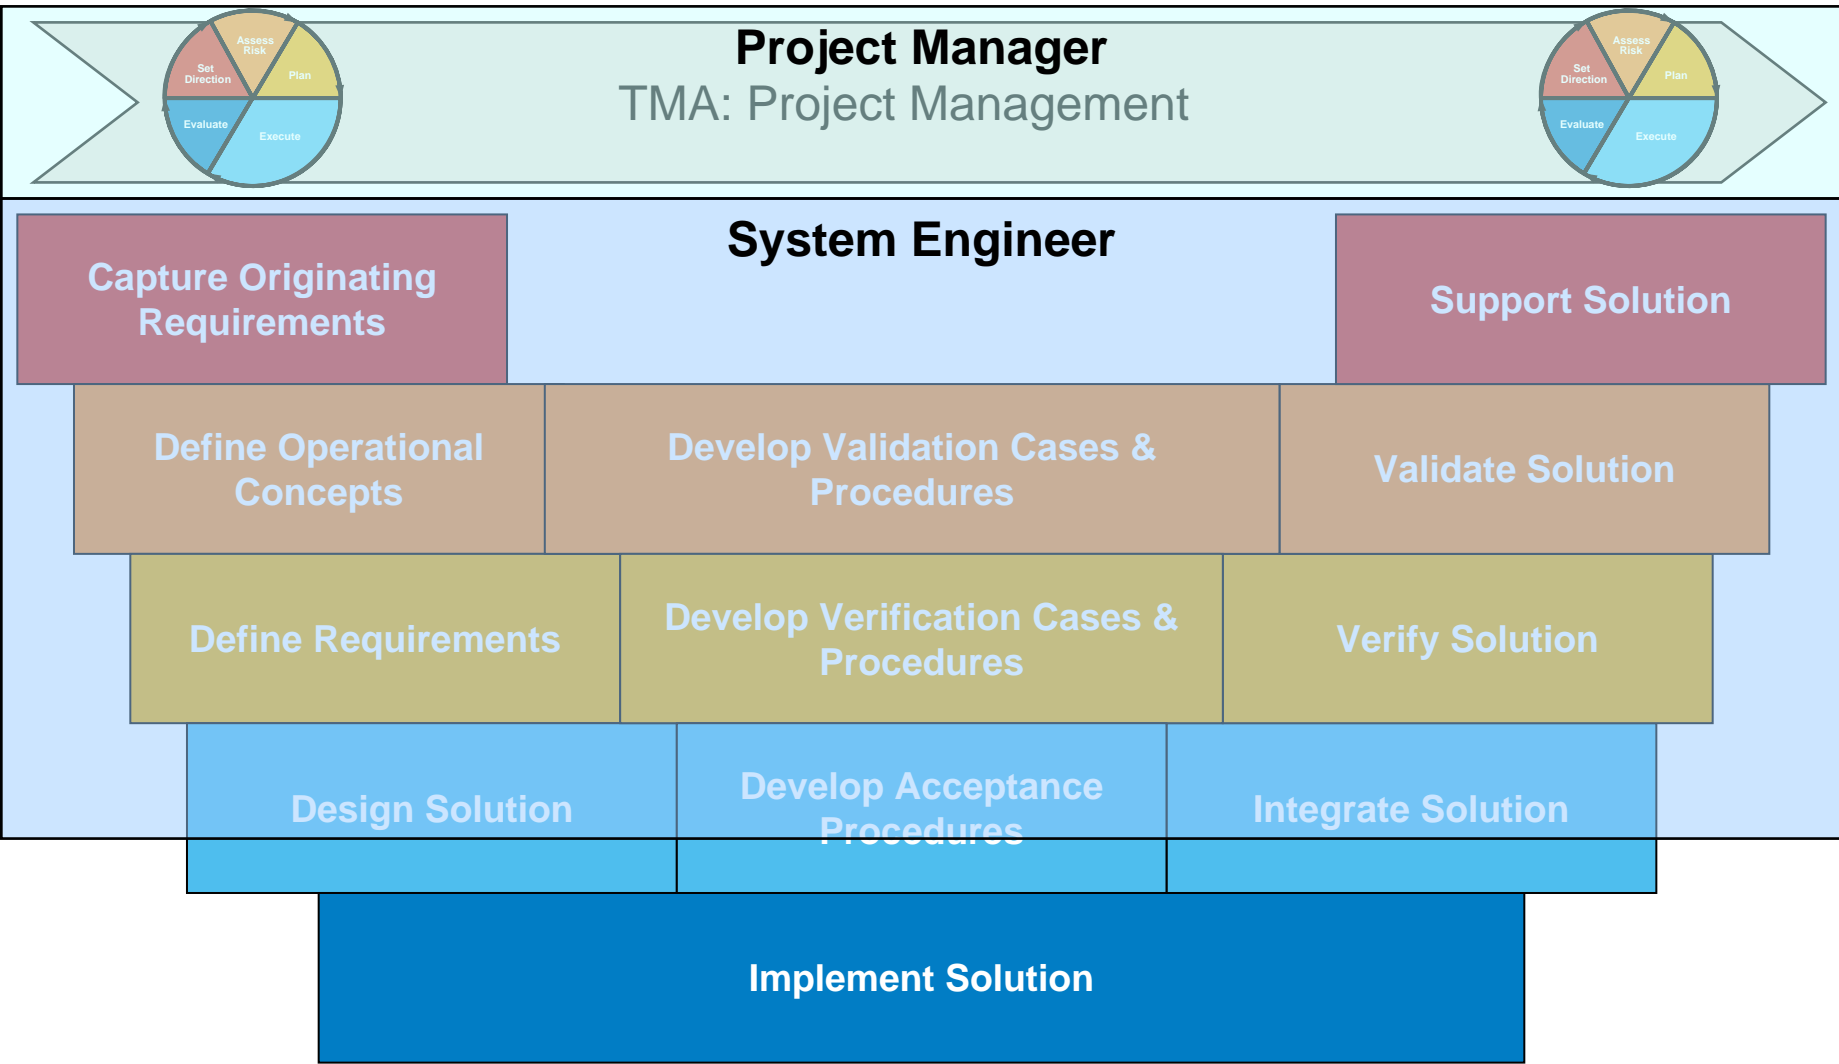 Project Manager
TMA: Project Management
Assess
Risk
Set
Direction
Plan
Evaluate
Execute
Assess
Risk
Set
Direction
Plan
Evaluate
Execute
System Engineer
Capture Originating
Requirements
Support Solution
Define Operational
Concepts
Develop Validation Cases &
Procedures
Validate Solution
Define Requirements
Develop Verification Cases &
Procedures
Verify Solution
Design Solution
Develop Acceptance
Procedures
Integrate Solution
Implement Solution